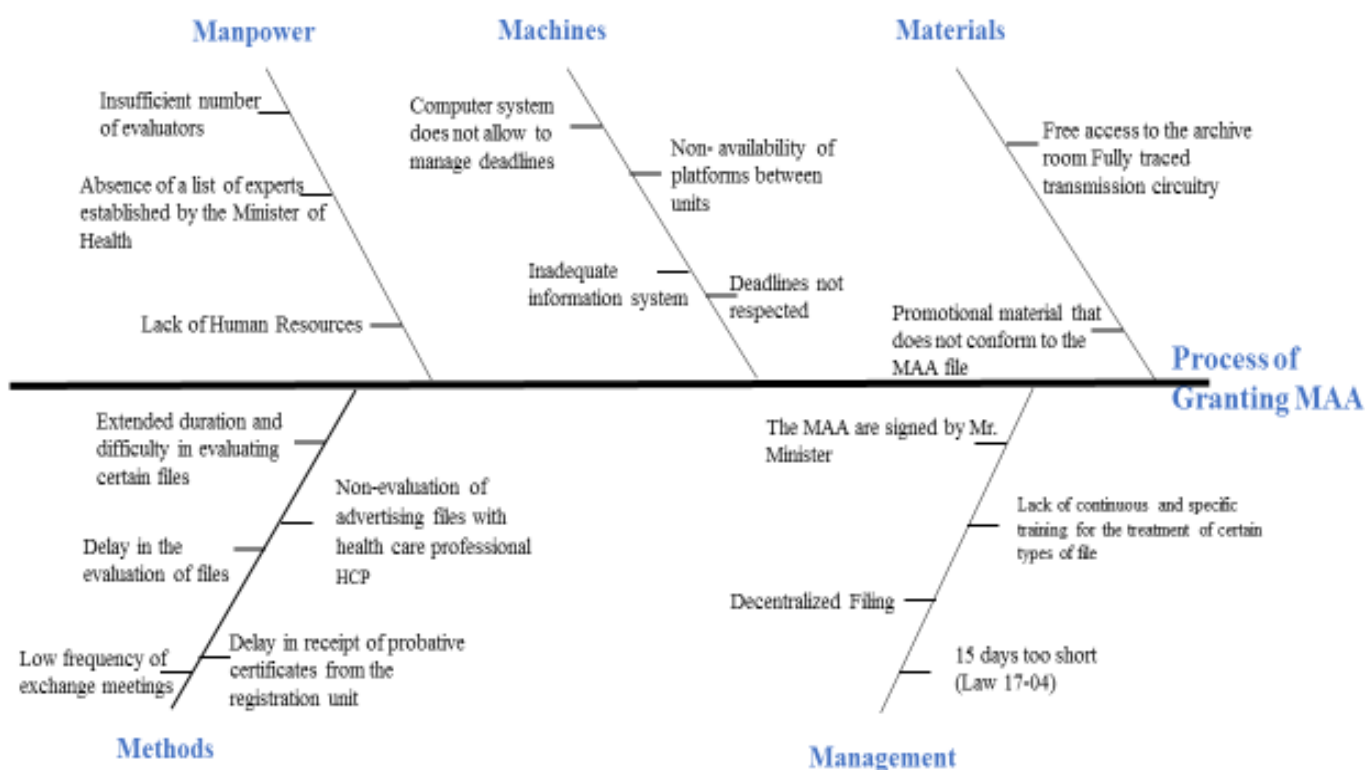 Manpower
Machines
Materials
Insufficient number
of evaluators
Absence of a list of experts
established by the Minister of
Health
Lack of Human Resources
Computer system
does not allow to
manage deadlines
Non- availability of
platforms between
units
Inadequate
information system
Deadlines not
respected
Free access to the archive
room Fully traced
transmission circuitry
Promotional material that
does not conform to the
MAA file
Process of
Granting MAA
Extended duration and
difficulty in evaluating
certain files
Non-evaluation of
advertising files with
health care professional
HCP
Delay in the
evaluation of files
Low frequency of
exchange meetings
Delay in receipt of probative
certificates from the
registration unit
The MAA are signed by Mr.
Minister
Lack of continuous and specific
training for the treatment of certain
types of file
Decentralized Filing
15 days too short
(Law 17-04)
Methods
Management